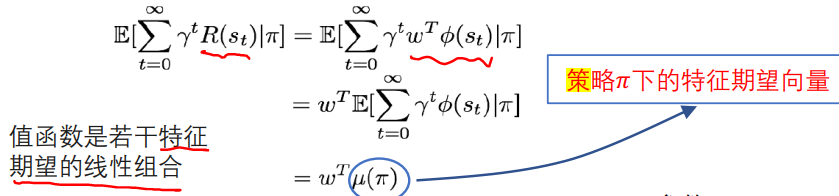 𝔼[∑_{t=0}^{∞} γ^t R(s_t)|π] = 𝔼[∑_{t=0}^{∞} γ^t w^T φ(s_t)|π]
= w^T 𝔼[∑_{t=0}^{∞} γ^t φ(s_t)|π]
= w^T μ(π)
策略π下的特征期望向量
值函数是若干特征
期望的线性组合